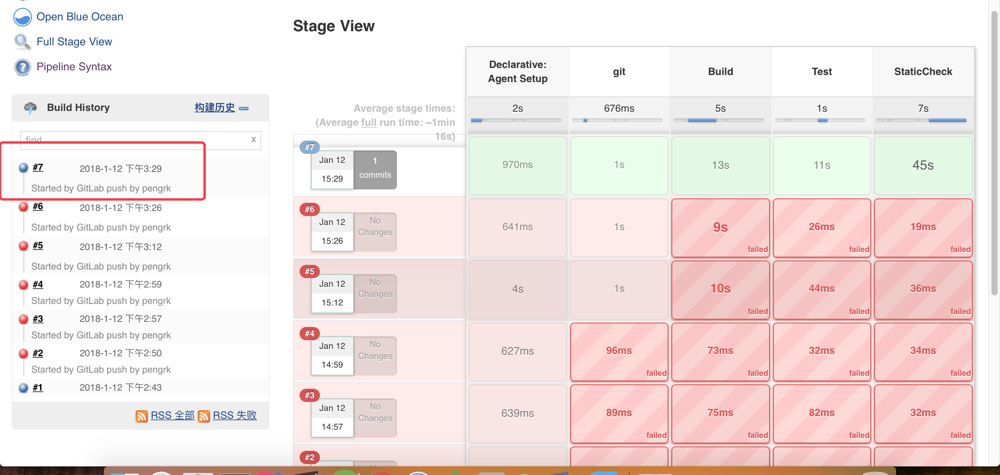 Open Blue Ocean
Full Stage View
Pipeline Syntax
Build History 构建历史
find x
#7 2018-1-12 下午3:29
Started by GitLab push by pengrk
#6 2018-1-12 下午3:26
Started by GitLab push by pengrk
#5 2018-1-12 下午3:12
Started by GitLab push by pengrk
#4 2018-1-12 下午2:59
Started by GitLab push by pengrk
#3 2018-1-12 下午2:57
Started by GitLab push by pengrk
#2 2018-1-12 下午2:50
Started by GitLab push by pengrk
#1 2018-1-12 下午2:43
RSS 全部 RSS 失败
Stage View
Declarative: Agent Setup git Build Test StaticCheck
Average stage times:
(Average full run time: ~1min
16s)
2s 676ms 5s 1s 7s
#7
Jan 12
15:29
1
commits
970ms 1s 13s 11s 45s
#6
Jan 12
15:26
No
Changes
641ms 1s 9s 26ms 19ms
failed failed failed
#5
Jan 12
15:12
No
Changes
4s 1s 10s 44ms 36ms
failed failed failed
#4
Jan 12
14:59
No
Changes
627ms 96ms 73ms 32ms 34ms
failed failed failed failed
#3
Jan 12
14:57
No
Changes
639ms 89ms 75ms 82ms 32ms
failed failed failed failed
#2